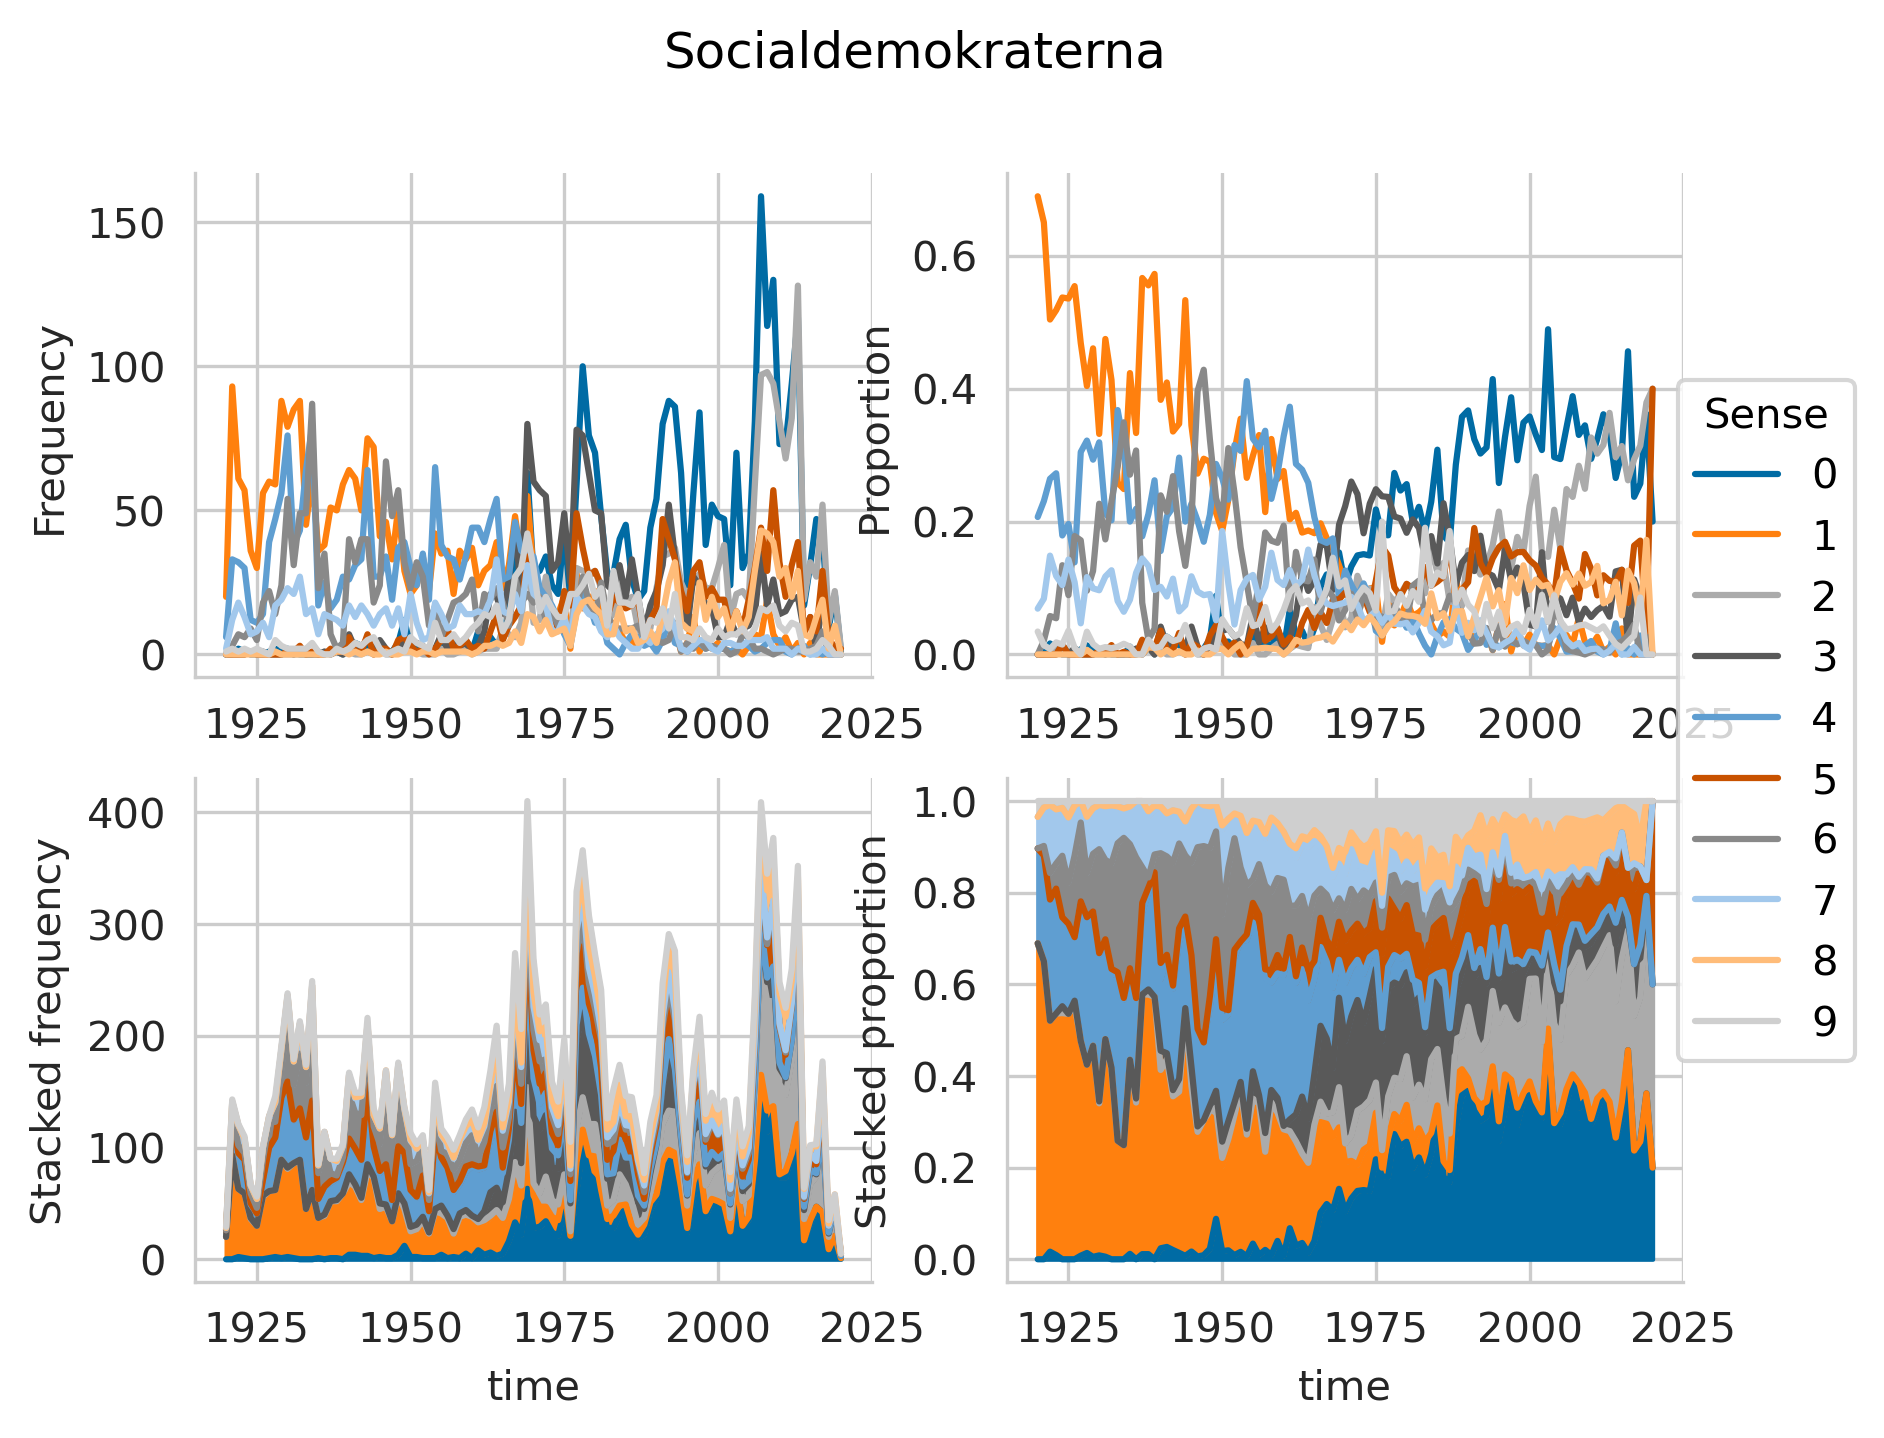 Socialdemokraterna
Frequency
150
100
50
0
1925 1950 1975 2000 2025
Proportion
0.6
0.4
0.2
0.0
1925 1950 1975 2000 2025
Stacked frequency
400
300
200
100
0
1925 1950 1975 2000 2025
time
Stacked proportion
1.0
0.8
0.6
0.4
0.2
0.0
1925 1950 1975 2000 2025
time
Sense
0
1
2
3
4
5
6
7
8
9